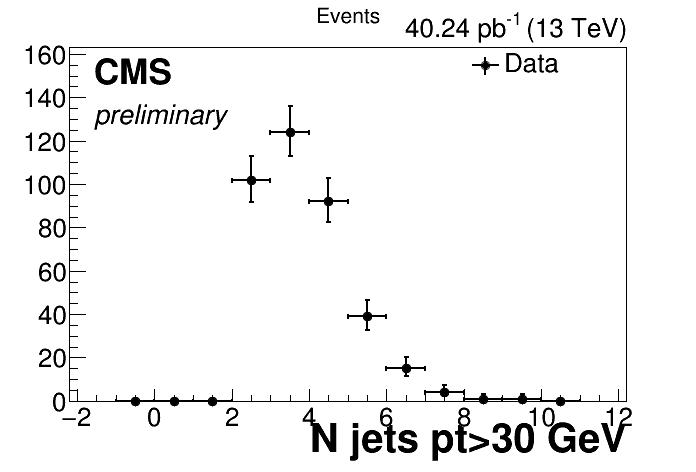 Events
40.24 pb-1 (13 TeV)
160
CMS
Data
140
preliminary
120
100
80
60
40
20
0
−2 0 2 4 6 8 10 12
N jets pt>30 GeV